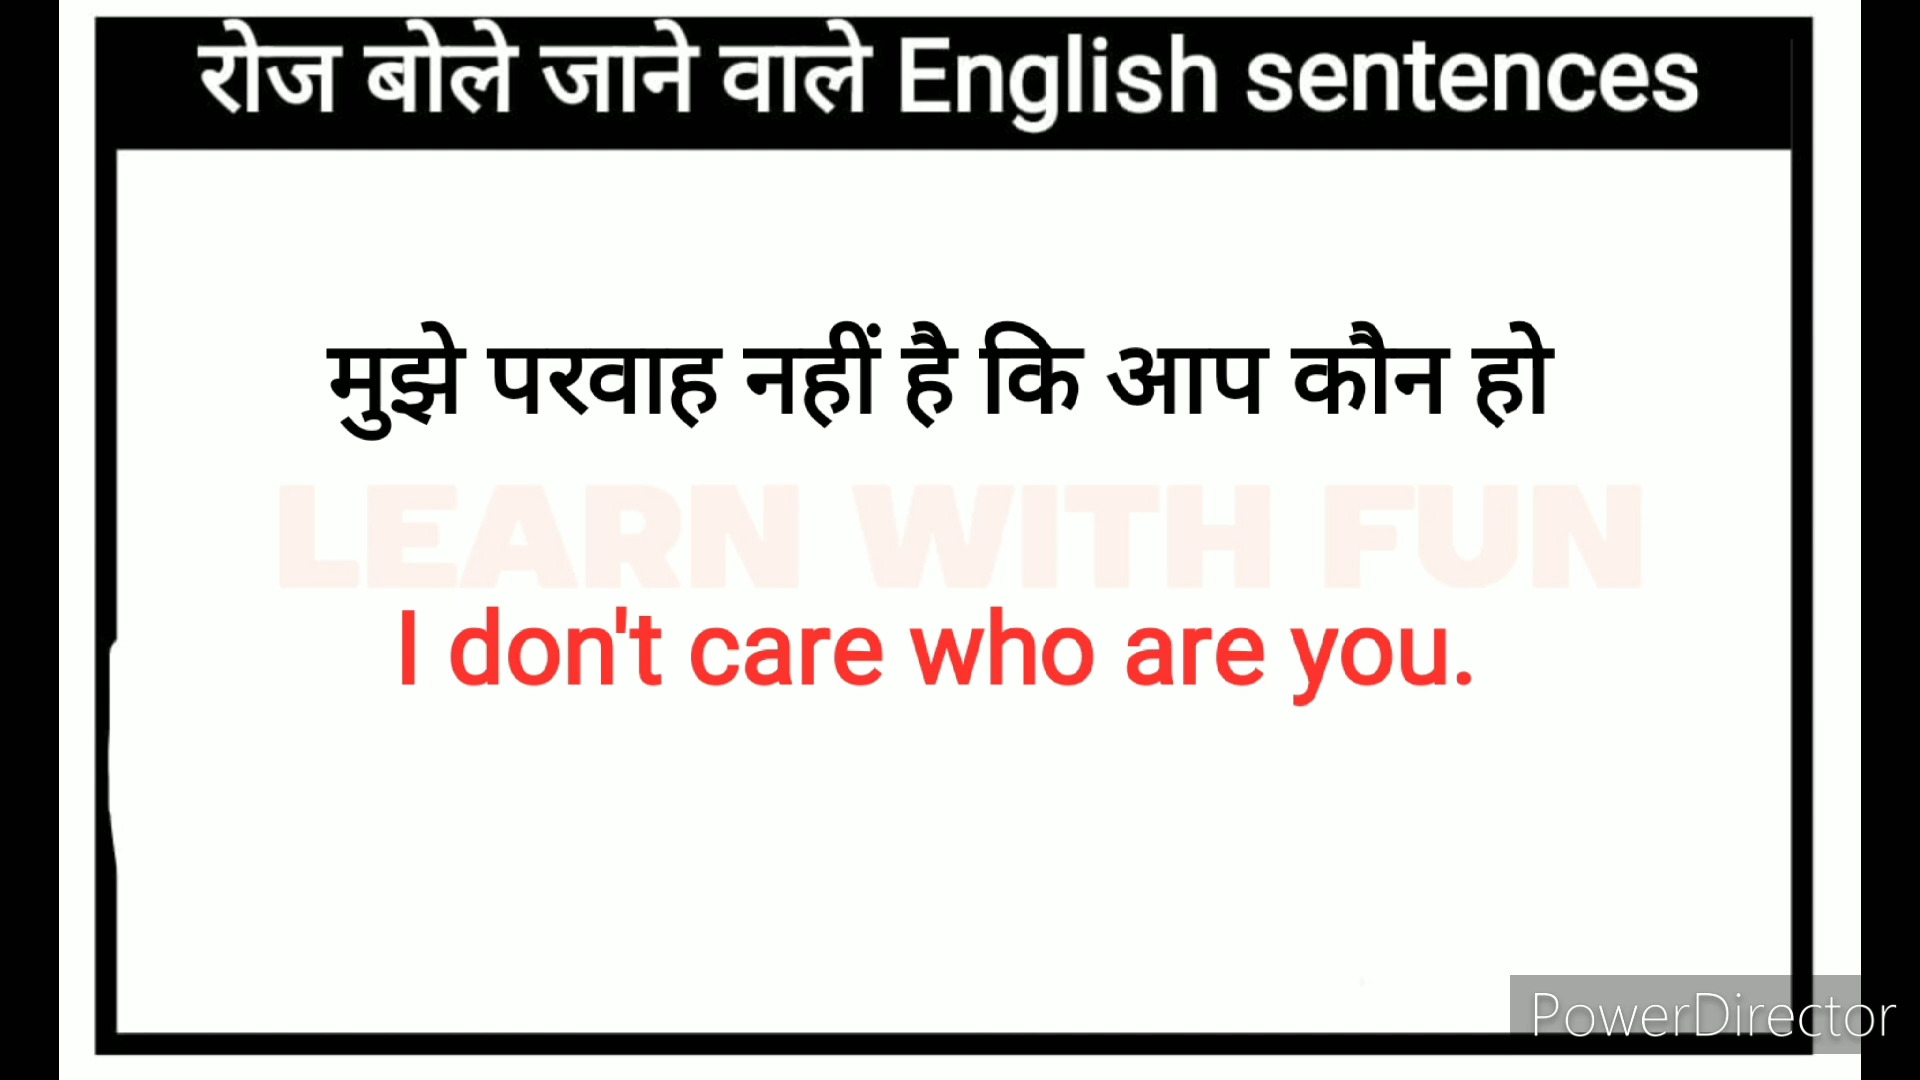 रोज बोले जाने वाले English sentences
मुझे परवाह नहीं है कि आप कौन हो
LEARN WITH FUN
I don't care who are you.
PowerDirector